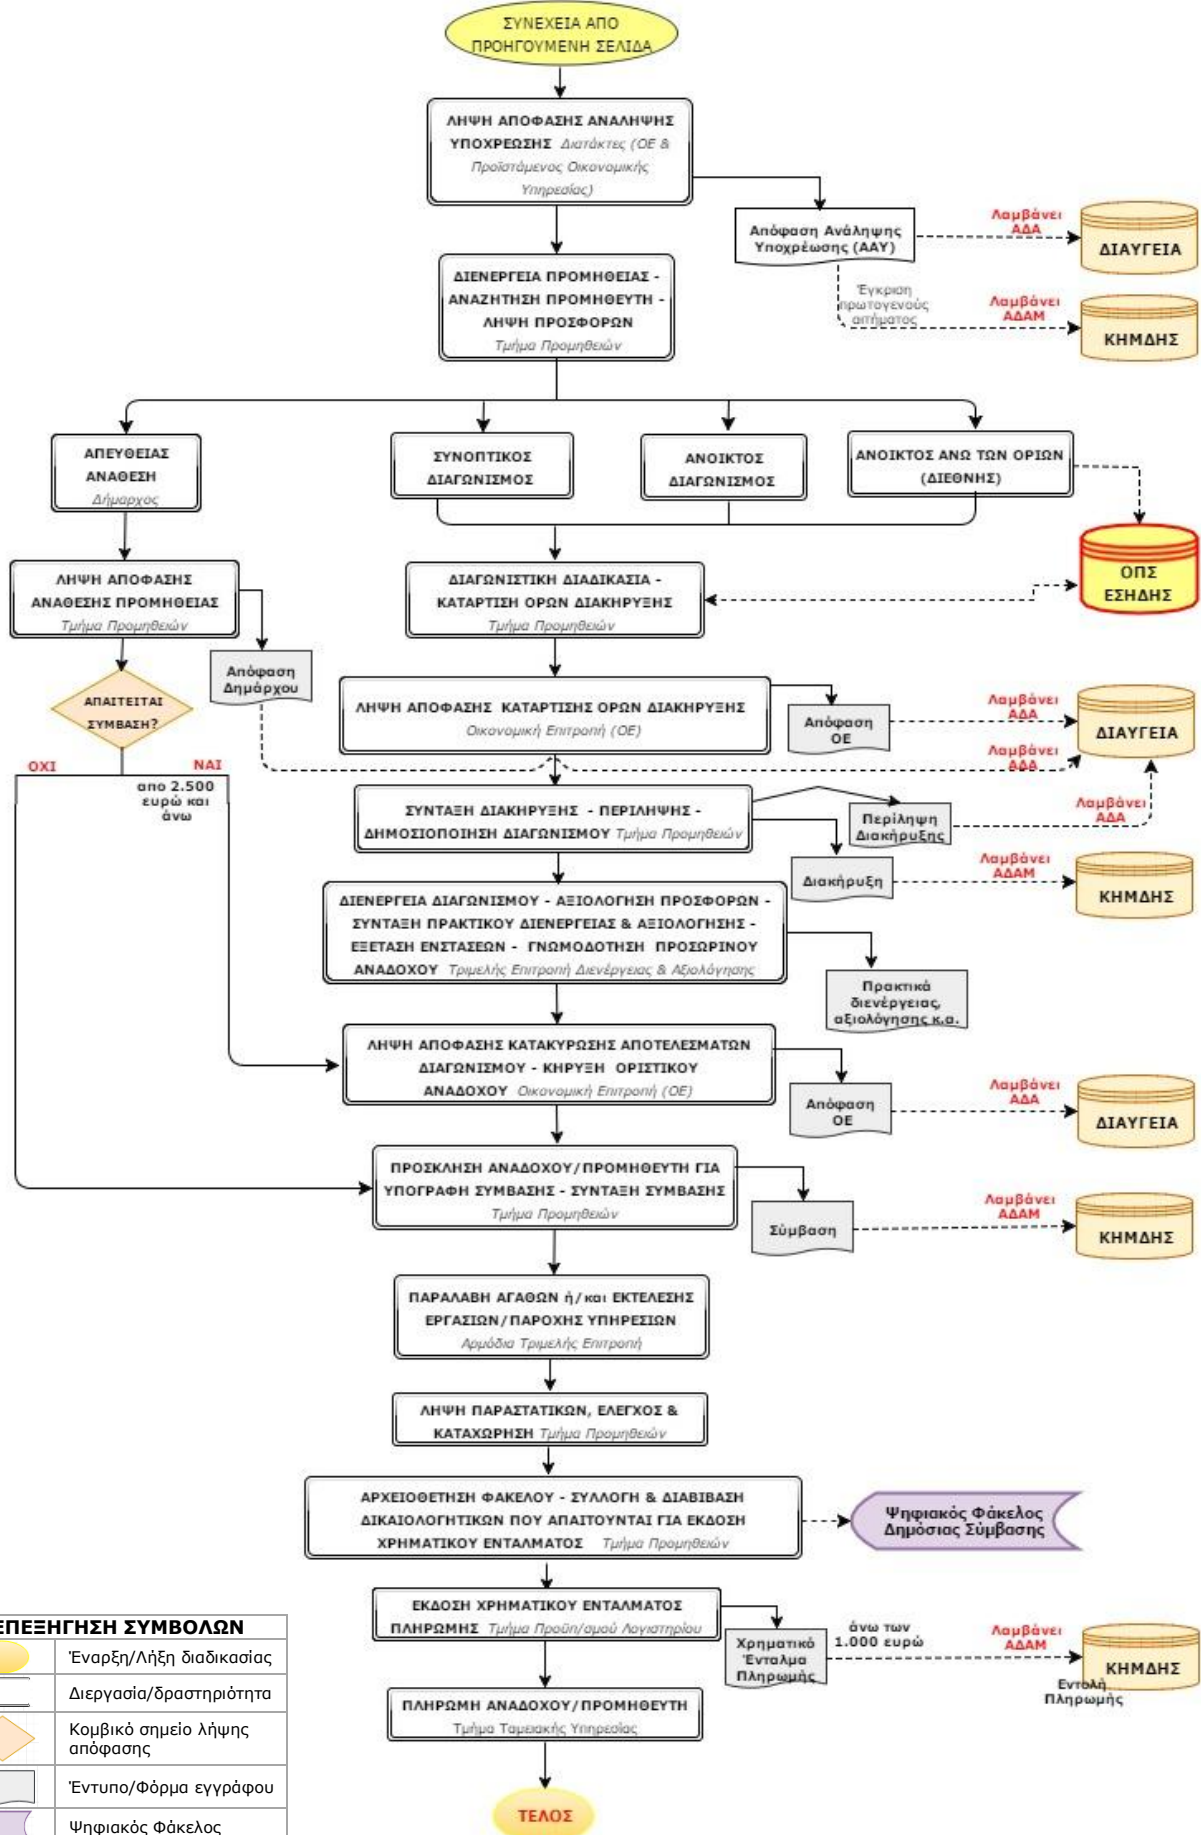 ΣΥΝΕΧΕΙΑ ΑΠΟ
ΠΡΟΗΓΟΥΜΕΝΗ ΣΕΛΙΔΑ
ΛΗΨΗ ΑΠΟΦΑΣΗΣ ΑΝΑΛΗΨΗΣ
ΥΠΟΧΡΕΩΣΗΣ Διατάκτες (ΟΕ &
Προϊστάμενος Οικονομικής
Υπηρεσίας)
Απόφαση Ανάληψης
Υποχρέωσης (ΑΑΥ)
Λαμβάνει
ΑΔΑ
ΔΙΑΥΓΕΙΑ
Έγκριση
πρωτογενούς
αιτήματος
Λαμβάνει
ΑΔΑΜ
ΚΗΜΔΗΣ
ΔΙΕΝΕΡΓΕΙΑ ΠΡΟΜΗΘΕΙΑΣ -
ΑΝΑΖΗΤΗΣΗ ΠΡΟΜΗΘΕΥΤΗ -
ΛΗΨΗ ΠΡΟΣΦΟΡΩΝ
Τμήμα Προμηθειών
ΑΠΕΥΘΕΙΑΣ
ΑΝΑΘΕΣΗ
Δήμαρχος
ΣΥΝΟΠΤΙΚΟΣ
ΔΙΑΓΩΝΙΣΜΟΣ
ΑΝΟΙΚΤΟΣ
ΔΙΑΓΩΝΙΣΜΟΣ
ΑΝΟΙΚΤΟΣ ΑΝΩ ΤΩΝ ΟΡΙΩΝ
(ΔΙΕΘΝΗΣ)
ΟΠΣ
ΕΣΗΔΗΣ
ΛΗΨΗ ΑΠΟΦΑΣΗΣ
ΑΝΑΘΕΣΗΣ ΠΡΟΜΗΘΕΙΑΣ
Τμήμα Προμηθειών
ΔΙΑΓΩΝΙΣΤΙΚΗ ΔΙΑΔΙΚΑΣΙΑ -
ΚΑΤΑΡΤΙΣΗ ΟΡΩΝ ΔΙΑΚΗΡΥΞΗΣ
Τμήμα Προμηθειών
Απόφαση
Δημάρχου
ΑΠΑΙΤΕΙΤΑΙ
ΣΥΜΒΑΣΗ?
ΟΧΙ
ΝΑΙ
απο 2.500
ευρώ και
άνω
ΛΗΨΗ ΑΠΟΦΑΣΗΣ ΚΑΤΑΡΤΙΣΗΣ ΟΡΩΝ ΔΙΑΚΗΡΥΞΗΣ
Οικονομική Επιτροπή (ΟΕ)
Απόφαση
ΟΕ
Λαμβάνει
ΑΔΑ
ΔΙΑΥΓΕΙΑ
Λαμβάνει
ΑΔΑ
ΣΥΝΤΑΞΗ ΔΙΑΚΗΡΥΞΗΣ - ΠΕΡΙΛΗΨΗΣ -
ΔΗΜΟΣΙΟΠΟΙΗΣΗ ΔΙΑΓΩΝΙΣΜΟΥ Τμήμα Προμηθειών
Περίληψη
Διακήρυξης
Λαμβάνει
ΑΔΑ
Διακήρυξη
Λαμβάνει
ΑΔΑΜ
ΚΗΜΔΗΣ
ΔΙΕΝΕΡΓΕΙΑ ΔΙΑΓΩΝΙΣΜΟΥ - ΑΞΙΟΛΟΓΗΣΗ ΠΡΟΣΦΟΡΩΝ -
ΣΥΝΤΑΞΗ ΠΡΑΚΤΙΚΟΥ ΔΙΕΝΕΡΓΕΙΑΣ & ΑΞΙΟΛΟΓΗΣΗΣ -
ΕΞΕΤΑΣΗ ΕΝΣΤΑΣΕΩΝ - ΓΝΩΜΟΔΟΤΗΣΗ ΠΡΟΣΩΡΙΝΟΥ
ΑΝΑΔΟΧΟΥ Τριμελής Επιτροπή Διενέργειας & Αξιολόγησης
Πρακτικά
διενέργειας,
αξιολόγησης κ.α.
ΛΗΨΗ ΑΠΟΦΑΣΗΣ ΚΑΤΑΚΥΡΩΣΗΣ ΑΠΟΤΕΛΕΣΜΑΤΩΝ
ΔΙΑΓΩΝΙΣΜΟΥ - ΚΗΡΥΞΗ ΟΡΙΣΤΙΚΟΥ
ΑΝΑΔΟΧΟΥ Οικονομική Επιτροπή (ΟΕ)
Απόφαση
ΟΕ
Λαμβάνει
ΑΔΑ
ΔΙΑΥΓΕΙΑ
ΠΡΟΣΚΛΗΣΗ ΑΝΑΔΟΧΟΥ/ΠΡΟΜΗΘΕΥΤΗ ΓΙΑ
ΥΠΟΓΡΑΦΗ ΣΥΜΒΑΣΗΣ - ΣΥΝΤΑΞΗ ΣΥΜΒΑΣΗΣ
Τμήμα Προμηθειών
Σύμβαση
Λαμβάνει
ΑΔΑΜ
ΚΗΜΔΗΣ
ΠΑΡΑΛΑΒΗ ΑΓΑΘΩΝ ή/και ΕΚΤΕΛΕΣΗΣ
ΕΡΓΑΣΙΩΝ/ΠΑΡΟΧΗΣ ΥΠΗΡΕΣΙΩΝ
Αρμόδια Τριμελής Επιτροπή
ΛΗΨΗ ΠΑΡΑΣΤΑΤΙΚΩΝ, ΕΛΕΓΧΟΣ &
ΚΑΤΑΧΩΡΗΣΗ Τμήμα Προμηθειών
ΑΡΧΕΙΟΘΕΤΗΣΗ ΦΑΚΕΛΟΥ - ΣΥΛΛΟΓΗ & ΔΙΑΒΙΒΑΣΗ
ΔΙΚΑΙΟΛΟΓΗΤΙΚΩΝ ΠΟΥ ΑΠΑΙΤΟΥΝΤΑΙ ΓΙΑ ΕΚΔΟΣΗ
ΧΡΗΜΑΤΙΚΟΥ ΕΝΤΑΛΜΑΤΟΣ Τμήμα Προμηθειών
Ψηφιακός Φάκελος
Δημόσιας Σύμβασης
ΕΚΔΟΣΗ ΧΡΗΜΑΤΙΚΟΥ ΕΝΤΑΛΜΑΤΟΣ
ΠΛΗΡΩΜΗΣ Τμήμα Προϋπ/σμού Λογιστηρίου
Χρηματικό
Ένταλμα
Πληρωμής
άνω των
1.000 ευρώ
Λαμβάνει
ΑΔΑΜ
ΚΗΜΔΗΣ
Εντολή
Πληρωμής
ΠΛΗΡΩΜΗ ΑΝΑΔΟΧΟΥ/ΠΡΟΜΗΘΕΥΤΗ
Τμήμα Ταμειακής Υπηρεσίας
ΤΕΛΟΣ
ΕΠΕΞΗΓΗΣΗ ΣΥΜΒΟΛΩΝ
Έναρξη/Λήξη διαδικασίας
Διεργασία/δραστηριότητα
Κομβικό σημείο λήψης
απόφασης
Έντυπο/Φόρμα εγγράφου
Ψηφιακός Φάκελος